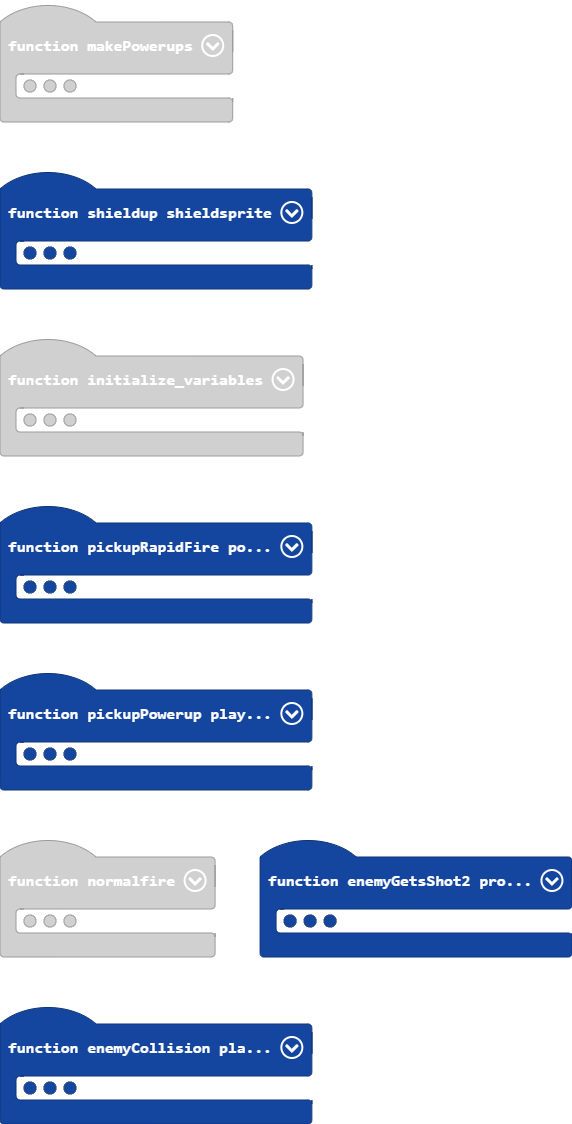 function makePowerups
function shieldup shieldsprite
function initialize_variables
function pickupRapidFire po...
function pickupPowerup play...
function normalfire
function enemyGetsShot2 pro...
function enemyCollision pla...